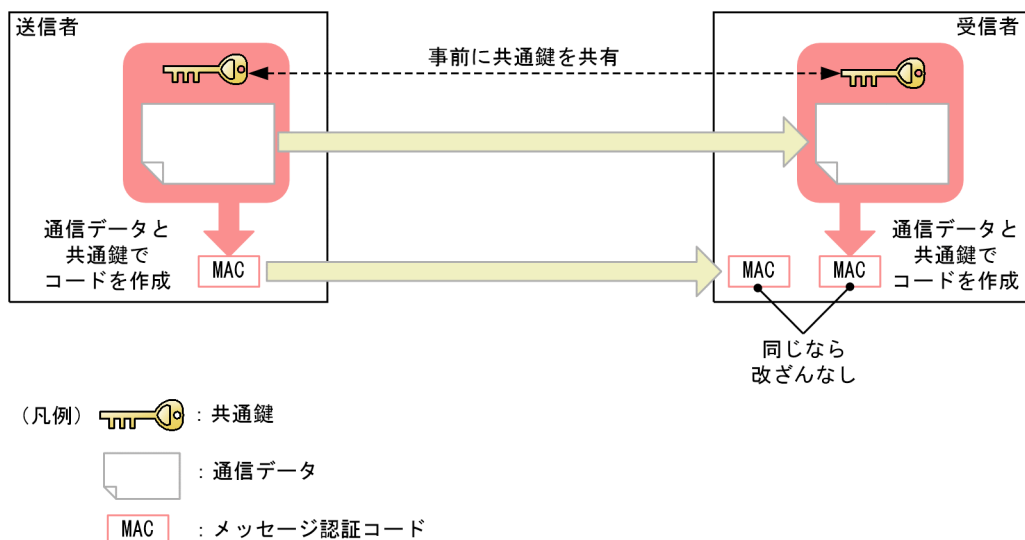 送信者
受信者
事前に共通鍵を共有
通信データと
共通鍵で
コードを作成
MAC
MAC
MAC
通信データと
共通鍵で
コードを作成
同じなら
改ざんなし
(凡例)
:共通鍵
:通信データ
MAC
:メッセージ認証コード